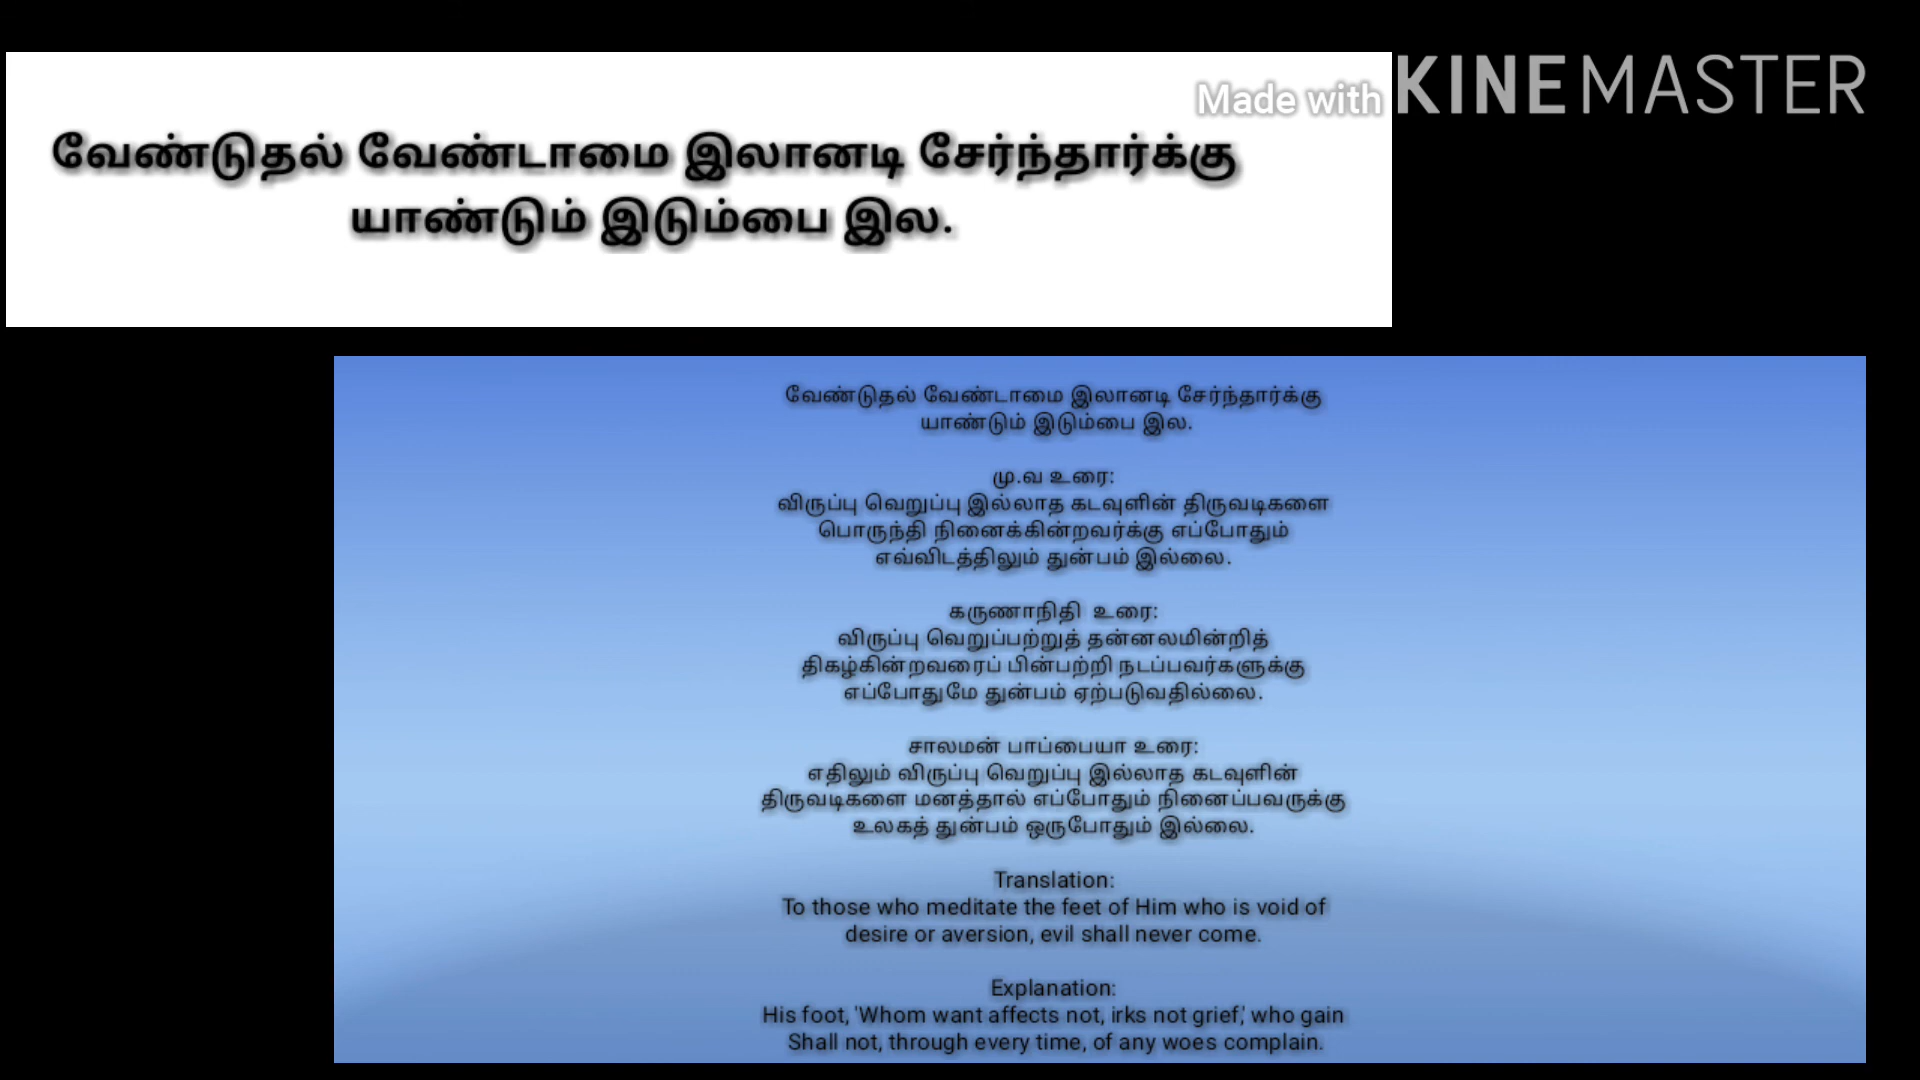 Made with KINEMASTER
வேண்டுதல் வேண்டாமை இலானடி சேர்ந்தார்க்கு
யாண்டும் இடும்பை இல.
வேண்டுதல் வேண்டாமை இலானடி சேர்ந்தார்க்கு
யாண்டும் இடும்பை இல.
மு.வ உரை:
விருப்பு வெறுப்பு இல்லாத கடவுளின் திருவடிகளை
பொருந்தி நினைக்கின்றவர்க்கு எப்போதும்
எவ்விடத்திலும் துன்பம் இல்லை.
கருணாநிதி உரை:
விருப்பு வெறுப்பற்றுத் தன்னலமின்றித்
திகழ்கின்றவரைப் பின்பற்றி நடப்பவர்களுக்கு
எப்போதுமே துன்பம் ஏற்படுவதில்லை.
சாலமன் பாப்பையா உரை:
எதிலும் விருப்பு வெறுப்பு இல்லாத கடவுளின்
திருவடிகளை மனத்தால் எப்போதும் நினைப்பவருக்கு
உலகத் துன்பம் ஒருபோதும் இல்லை.
Translation:
To those who meditate the feet of Him who is void of
desire or aversion, evil shall never come.
Explanation:
His foot, 'Whom want affects not, irks not grief,' who gain
Shall not, through every time, of any woes complain.